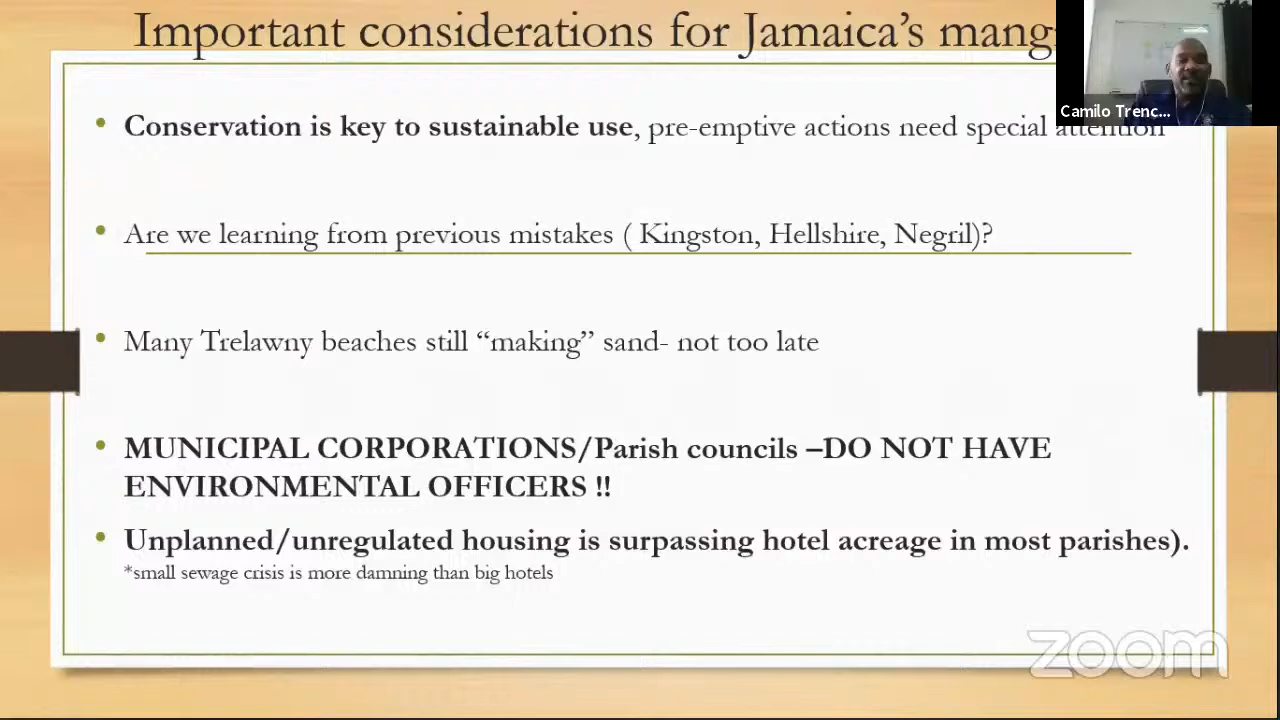 Important considerations for Jamaica’s mang
Camilo Trenc...
• Conservation is key to sustainable use, pre-emptive actions need special attention
• Are we learning from previous mistakes ( Kingston, Hellshire, Negril)?
• Many Trelawny beaches still “making” sand- not too late
• MUNICIPAL CORPORATIONS/Parish councils –DO NOT HAVE
ENVIRONMENTAL OFFICERS !!
• Unplanned/unregulated housing is surpassing hotel acreage in most parishes).
*small sewage crisis is more damning than big hotels
zoom